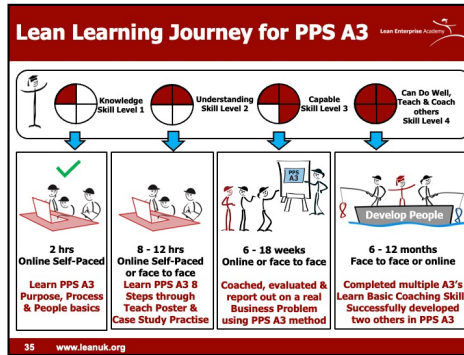 Lean Learning Journey for PPS A3
Lean Enterprise Academy
Knowledge
Skill Level 1
Understanding
Skill Level 2
Capable
Skill Level 3
Can Do Well,
Teach & Coach
others
Skill Level 4
PPS
A3
Develop People
2 hrs
Online Self-Paced
Learn PPS A3
Purpose, Process
& People basics
8 - 12 hrs
Online Self-Paced
or face to face
Learn PPS A3 8
Steps through
Teach Poster &
Case Study Practise
6 - 18 weeks
Online or face to face
Coached, evaluated &
report out on a real
Business Problem
using PPS A3 method
6 - 12 months
Face to face or online
Completed multiple A3's
Learn Basic Coaching Skill
Successfully developed
two others in PPS A3
35 www.leanuk.org